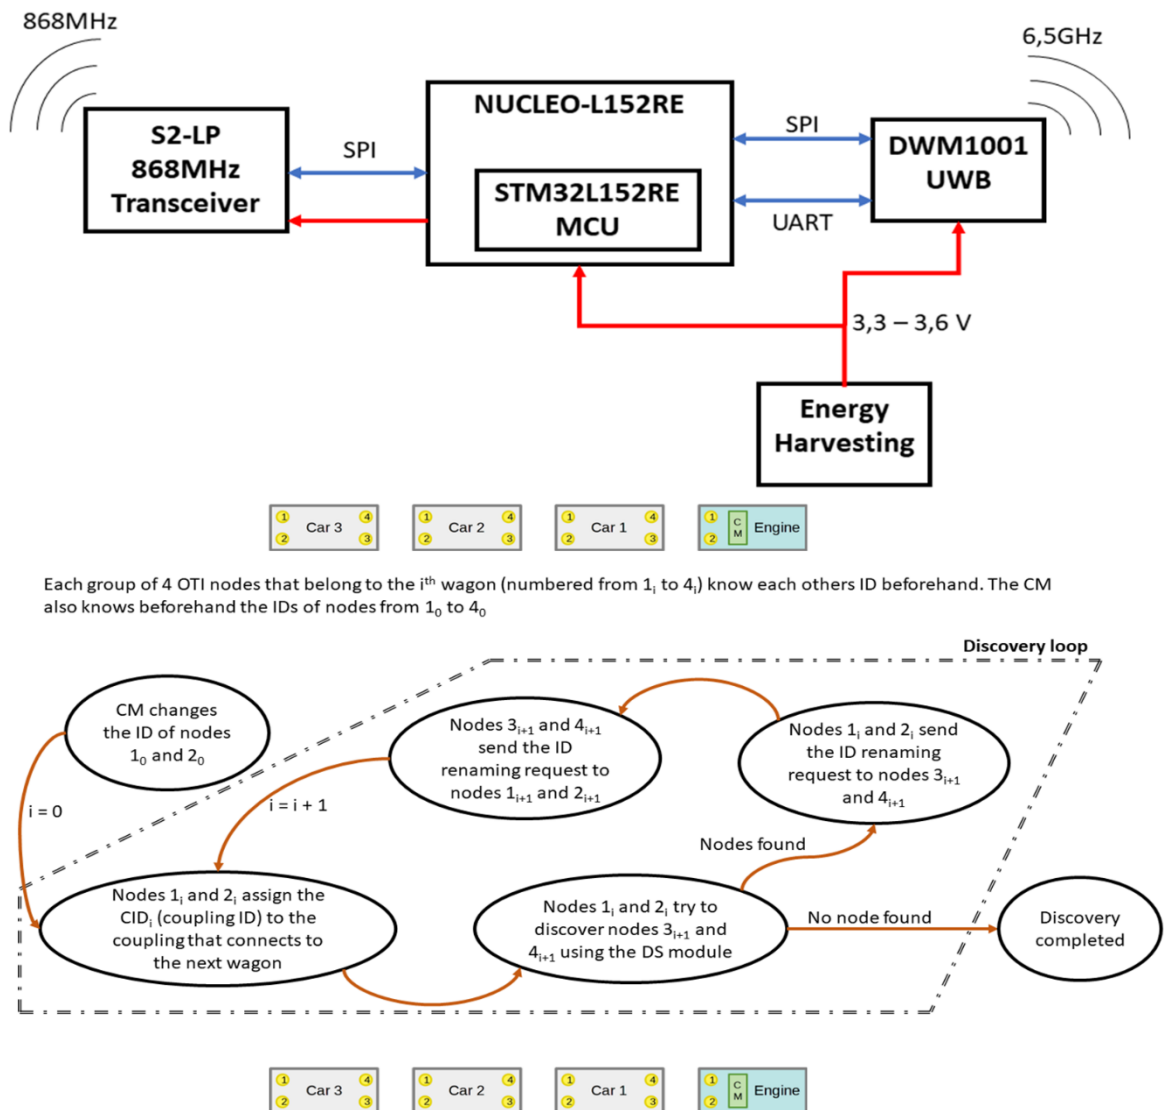 868MHz
6,5GHz
S2-LP
868MHz
Transceiver
SPI
NUCLEO-L152RE
STM32L152RE
MCU
SPI
UART
DWM1001
UWB
3,3 – 3,6 V
Energy
Harvesting
1 4
Car 3
2 3
1 4
Car 2
2 3
1 4
Car 1
2 3
1
2
C
M
Engine
Each group of 4 OTI nodes that belong to the iᵗʰ wagon (numbered from 1ᵢ to 4ᵢ) know each others ID beforehand. The CM
also knows beforehand the IDs of nodes from 1₀ to 4₀
Discovery loop
CM changes
the ID of nodes
1₀ and 2₀
Nodes 3ᵢ₊₁ and 4ᵢ₊₁
send the ID
renaming request to
nodes 1ᵢ₊₁ and 2ᵢ₊₁
Nodes 1ᵢ and 2ᵢ send
the ID renaming
request to nodes 3ᵢ₊₁
and 4ᵢ₊₁
i = 0
i = i + 1
Nodes found
Nodes 1ᵢ and 2ᵢ assign the
CIDᵢ (coupling ID) to the
coupling that connects to
the next wagon
Nodes 1ᵢ and 2ᵢ try to
discover nodes 3ᵢ₊₁ and
4ᵢ₊₁ using the DS module
No node found
Discovery
completed
1 4
Car 3
2 3
1 4
Car 2
2 3
1 4
Car 1
2 3
1
2
C
M
Engine